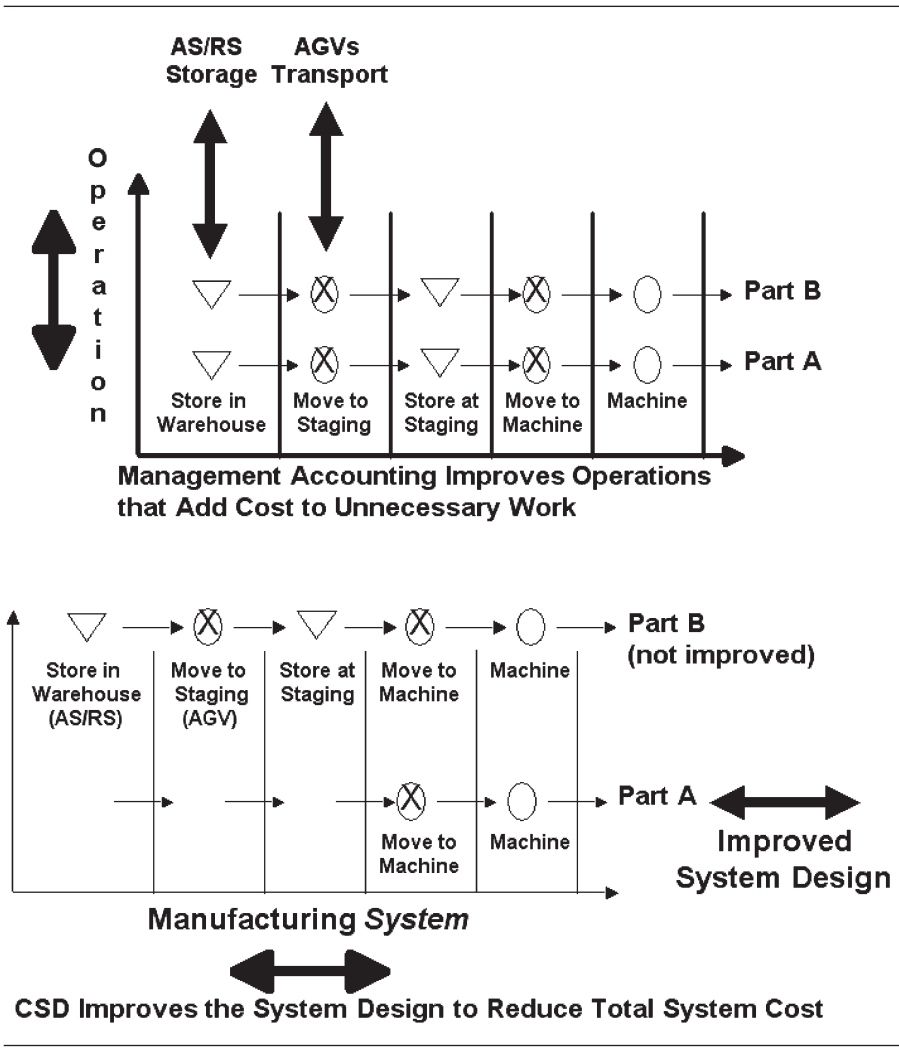 AS/RS
Storage
AGVs
Transport
Operation
Part B
Part A
Store in
Warehouse
Move to
Staging
Store at
Staging
Move to
Machine
Machine
Management Accounting Improves Operations
that Add Cost to Unnecessary Work
Part B
(not improved)
Store in
Warehouse
(AS/RS)
Move to
Staging
(AGV)
Store at
Staging
Move to
Machine
Machine
Part A
Move to
Machine
Machine
Improved
System Design
Manufacturing System
CSD Improves the System Design to Reduce Total System Cost